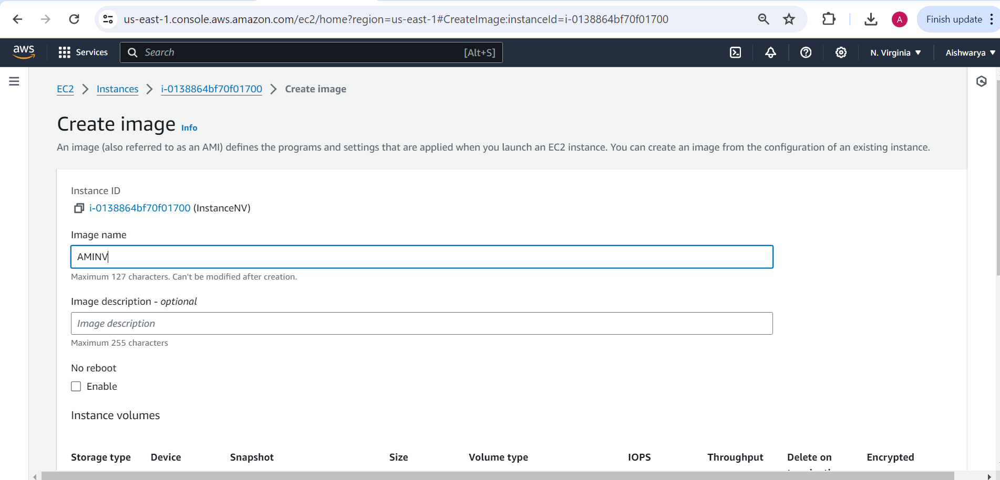 us-east-1.console.aws.amazon.com/ec2/home?region=us-east-1#CreateImage:instanceId=i-0138864bf70f01700
A
Finish update
aws
Services
Search
[Alt+S]
N. Virginia
Aishwarya
EC2
Instances
i-0138864bf70f01700
Create image
Create image
Info
An image (also referred to as an AMI) defines the programs and settings that are applied when you launch an EC2 instance. You can create an image from the configuration of an existing instance.
Instance ID
i-0138864bf70f01700 (InstanceNV)
Image name
AMINV
Maximum 127 characters. Can't be modified after creation.
Image description - optional
Image description
Maximum 255 characters
No reboot
Enable
Instance volumes
Storage type
Device
Snapshot
Size
Volume type
IOPS
Throughput
Delete on
Encrypted